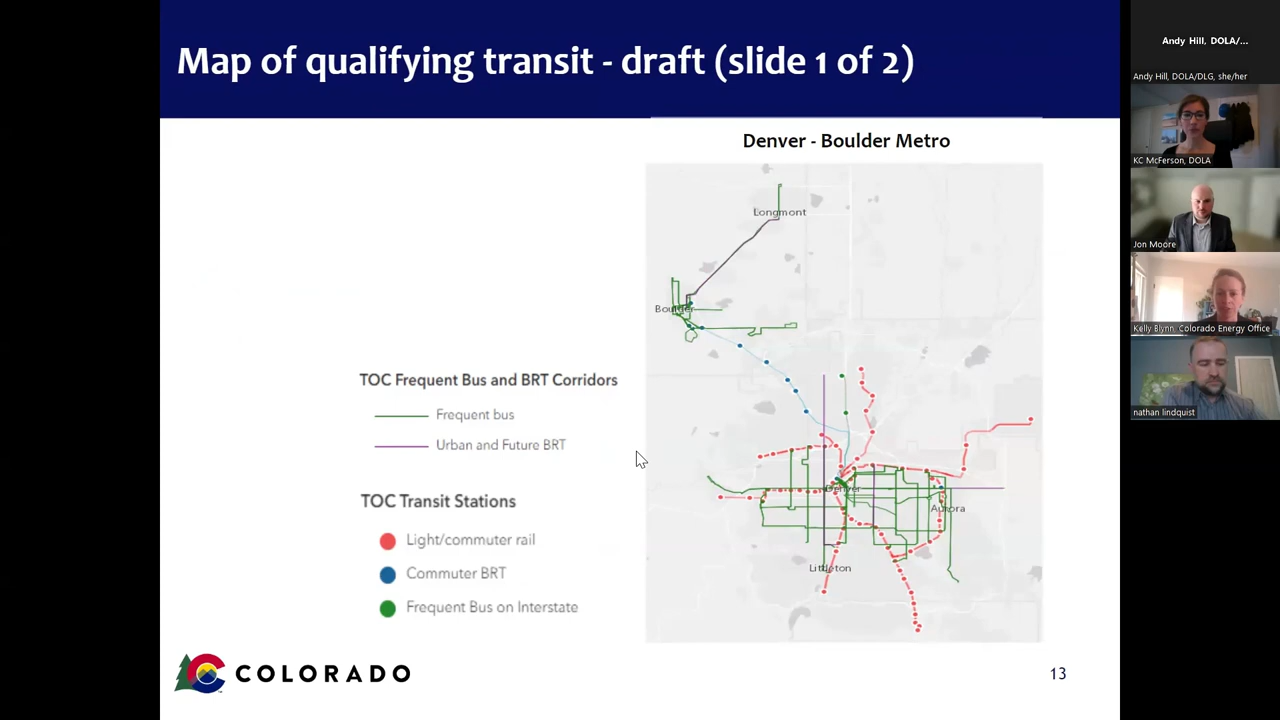 Map of qualifying transit - draft (slide 1 of 2)
Denver - Boulder Metro
Longmont
Boulder
Denver
Aurora
Littleton
TOC Frequent Bus and BRT Corridors
Frequent bus
Urban and Future BRT
TOC Transit Stations
Light/commuter rail
Commuter BRT
Frequent Bus on Interstate
COLORADO
13
Andy Hill, DOLA/...
Andy Hill, DOLA/DLG, she/her
KC McFerson, DOLA
Jon Moore
Kelly Blynn, Colorado Energy Office
nathan lindquist